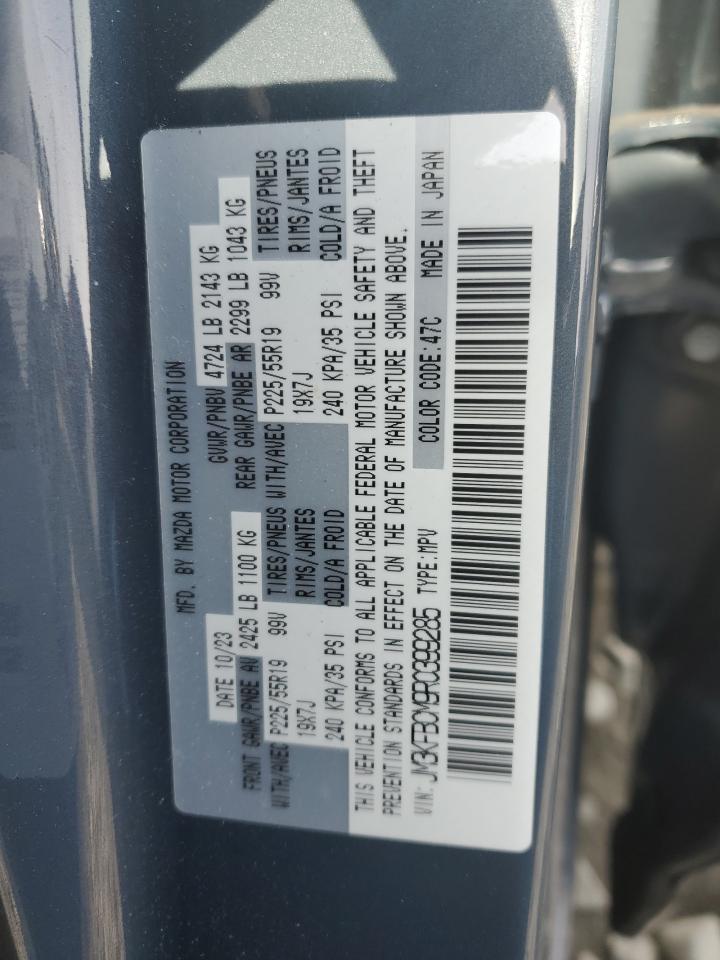 MFD. BY MAZDA MOTOR CORPORATION
DATE 10/23 GVWR/PNBV 4724 LB 2143 KG
FRONT GAWR/PNBE AV 2425 LB 1100 KG REAR GAWR/PNBE AR 2299 LB 1043 KG
WITH/AVEC P225/55R19 99V TIRES/PNEUS WITH/AVEC P225/55R19 99V TIRES/PNEUS
19X7J RIMS/JANTES 19X7J RIMS/JANTES
240 KPA/35 PSI COLD/A FROID 240 KPA/35 PSI COLD/A FROID
THIS VEHICLE CONFORMS TO ALL APPLICABLE FEDERAL MOTOR VEHICLE SAFETY AND THEFT
PREVENTION STANDARDS IN EFFECT ON THE DATE OF MANUFACTURE SHOWN ABOVE.
VIN: JM3KFBCM9R0399285 TYPE:MPV COLOR CODE:47C MADE IN JAPAN